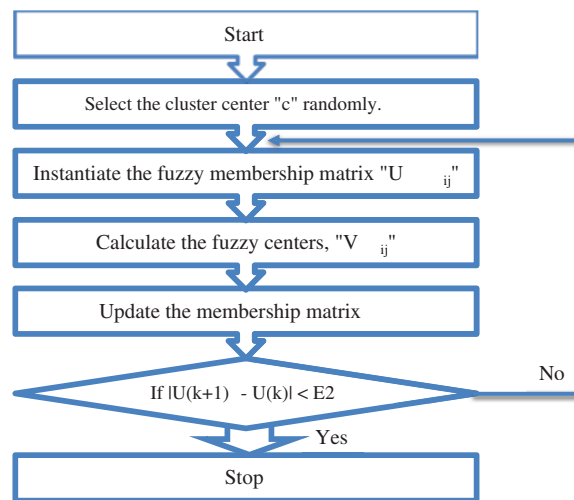 Start
Select the cluster center "c" randomly.
Instantiate the fuzzy membership matrix "U ij"
Calculate the fuzzy centers, "V ij"
Update the membership matrix
If |U(k+1) - U(k)| < E2
No
Yes
Stop